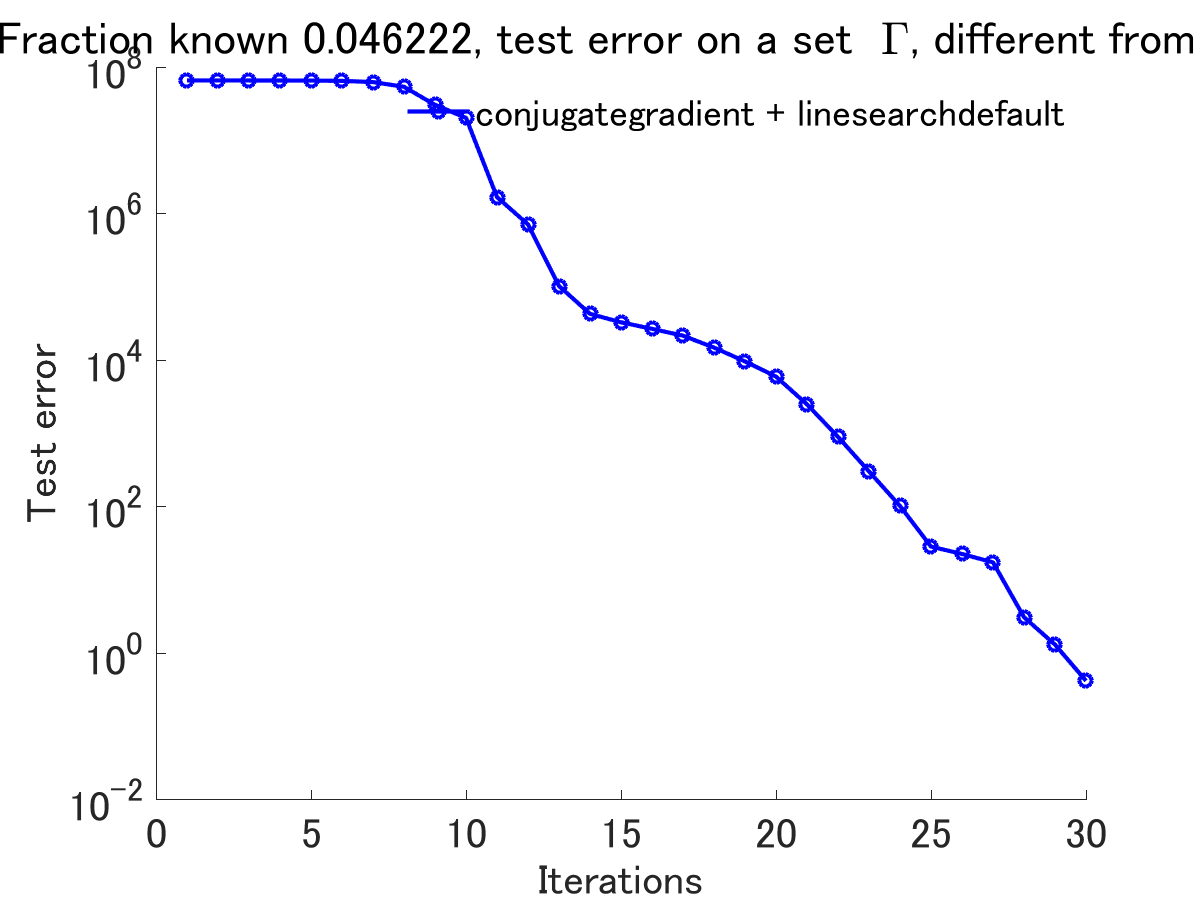 Fraction known 0.046222, test error on a set Γ, different from
10^8
conjugategradient + linesearchdefault
10^6
10^4
Test error
10^2
10^0
10^-2
0 5 10 15 20 25 30
Iterations